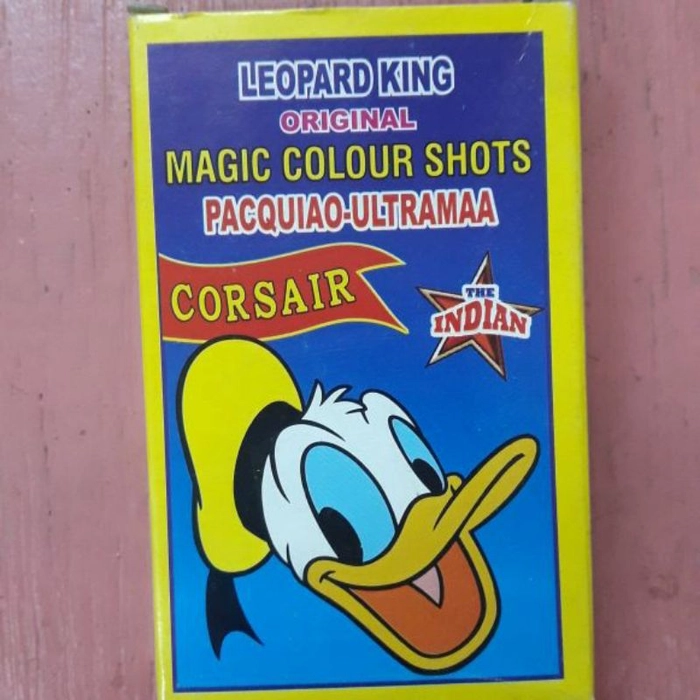 LEOPARD KING
ORIGINAL
MAGIC COLOUR SHOTS
PACQUIAO-ULTRAMAA
CORSAIR
THE
INDIAN